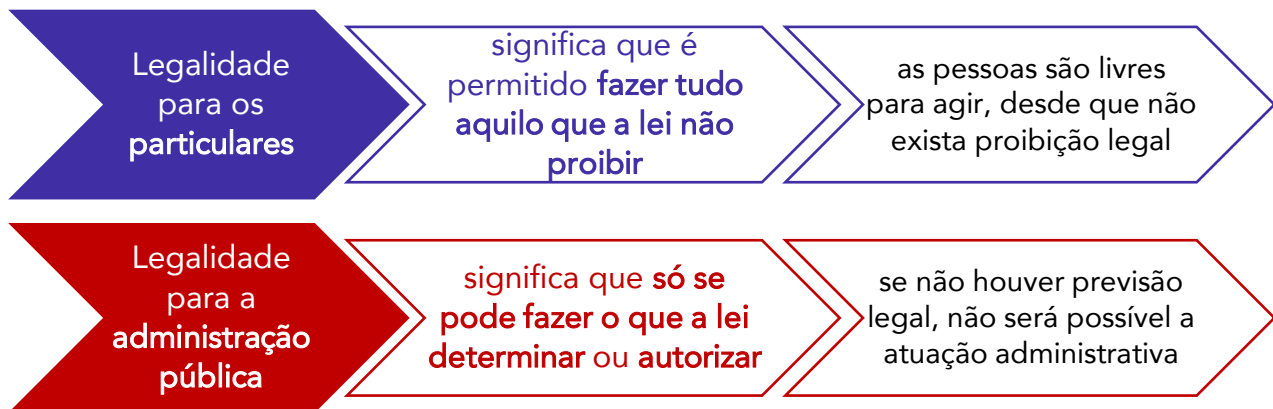 Legalidade
para os
particulares
significa que é
permitido fazer tudo
aquilo que a lei não
proibir
as pessoas são livres
para agir, desde que não
exista proibição legal
Legalidade
para a
administração
pública
significa que só se
pode fazer o que a lei
determinar ou autorizar
se não houver previsão
legal, não será possível a
atuação administrativa